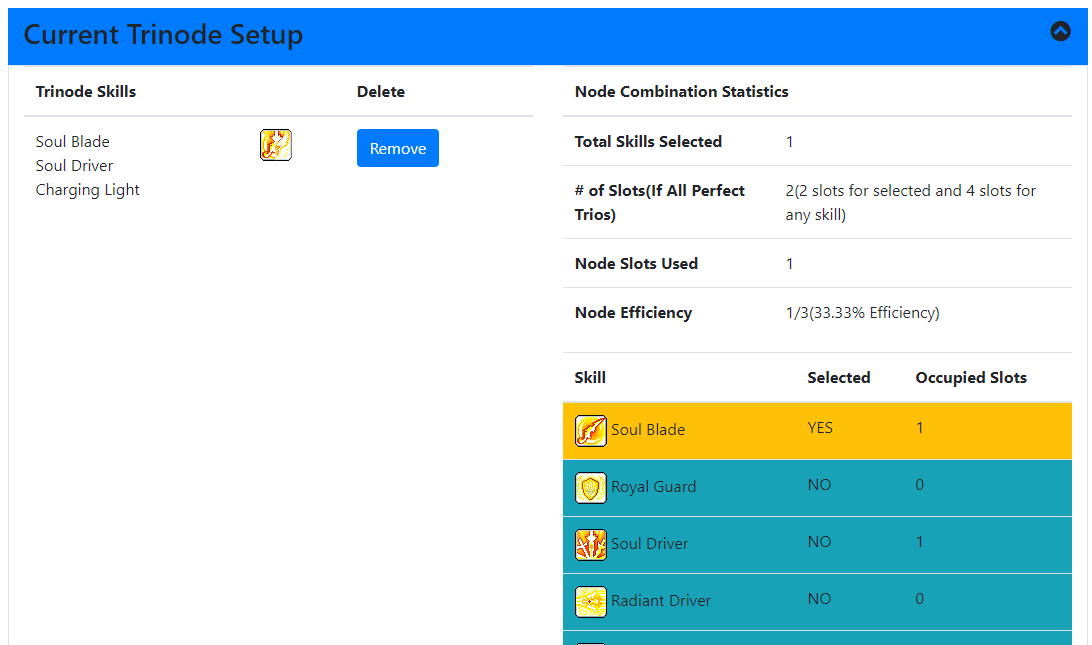 Current Trinode Setup
Trinode Skills Delete
Soul Blade
Soul Driver
Charging Light
Remove
Node Combination Statistics
Total Skills Selected 1
# of Slots(If All Perfect
Trios)
2(2 slots for selected and 4 slots for
any skill)
Node Slots Used 1
Node Efficiency 1/3(33.33% Efficiency)
Skill Selected Occupied Slots
Soul Blade YES 1
Royal Guard NO 0
Soul Driver NO 1
Radiant Driver NO 0